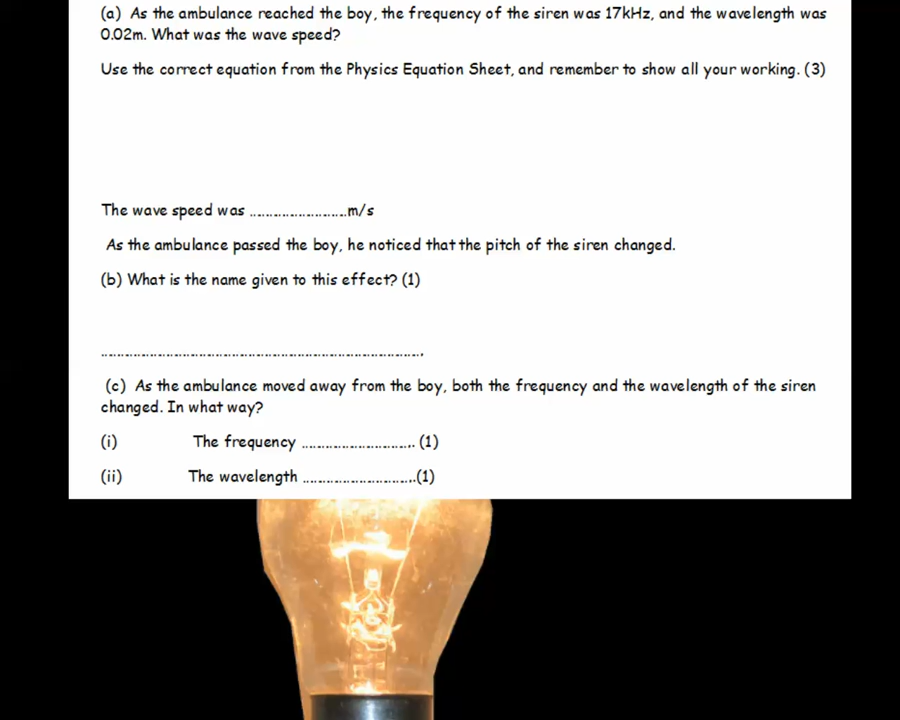 (a) As the ambulance reached the boy, the frequency of the siren was 17kHz, and the wavelength was
0.02m. What was the wave speed?
Use the correct equation from the Physics Equation Sheet, and remember to show all your working. (3)
The wave speed was ........................m/s
As the ambulance passed the boy, he noticed that the pitch of the siren changed.
(b) What is the name given to this effect? (1)
................................................................................
(c) As the ambulance moved away from the boy, both the frequency and the wavelength of the siren
changed. In what way?
(i) The frequency ............................ (1)
(ii) The wavelength ............................(1)